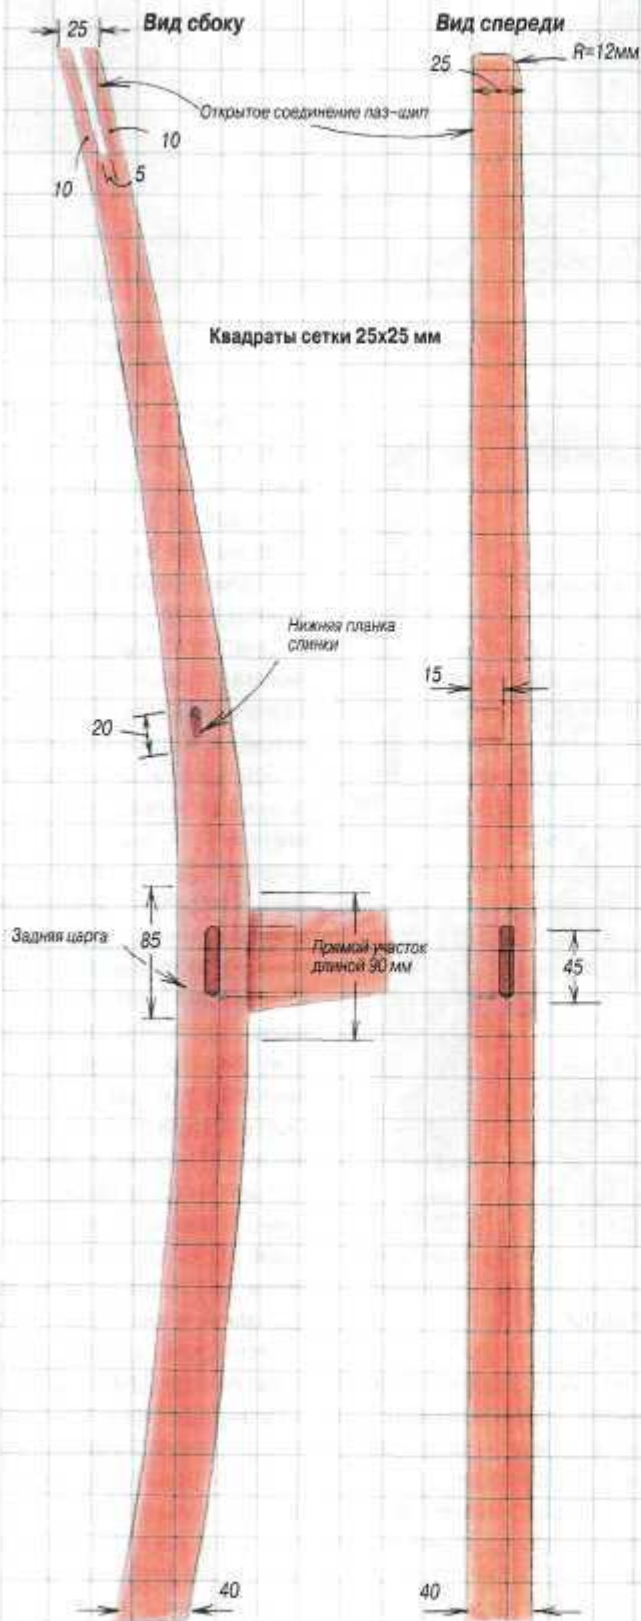 Вид сбоку
Вид спереди
25
R=12мм
25
Открытое соединение паз-шип
10
10
5
Квадраты сетки 25х25 мм
Нижняя планка
спинки
15
20
Задняя царга
85
Прямой участок
длиной 90 мм
45
40
40